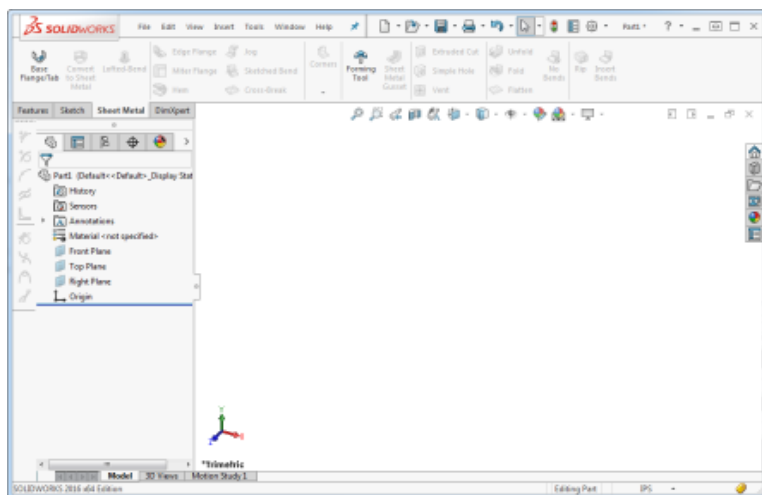 SOLIDWORKS File Edit View Insert Tools Window Help Part1 * ?
Base Flange/Tab
Convert to Sheet Metal
Lofted-Bend
Edge Flange
Miter Flange
Hem
Jog
Sketched Bend
Cross-Break
Corners
Forming Tool
Sheet Metal Gusset
Extruded Cut
Simple Hole
Vent
Unfold
Fold
Flatten
No Bends
Rip
Insert Bends
Features Sketch Sheet Metal DimXpert
Part1 (Default<<Default>_Display Stat
History
Sensors
Annotations
Material <not specified>
Front Plane
Top Plane
Right Plane
Origin
*Trimetric
Model 3D Views Motion Study 1
SOLIDWORKS 2016 x64 Edition Editing Part IPS